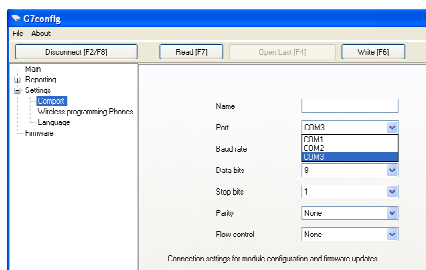 G7config
File About
Disconnect [F2/F8] Read [F7] Open Last [F4] Write [F6]
Main
Reporting
Settings
Comport
Wireless programming Phones
Language
Firmware
Name
Port COM3
COM1
COM2
COM3
Baud rate
Data bits 8
Stop bits 1
Parity None
Flow control None
Connection settings for module configuration and firmware updates